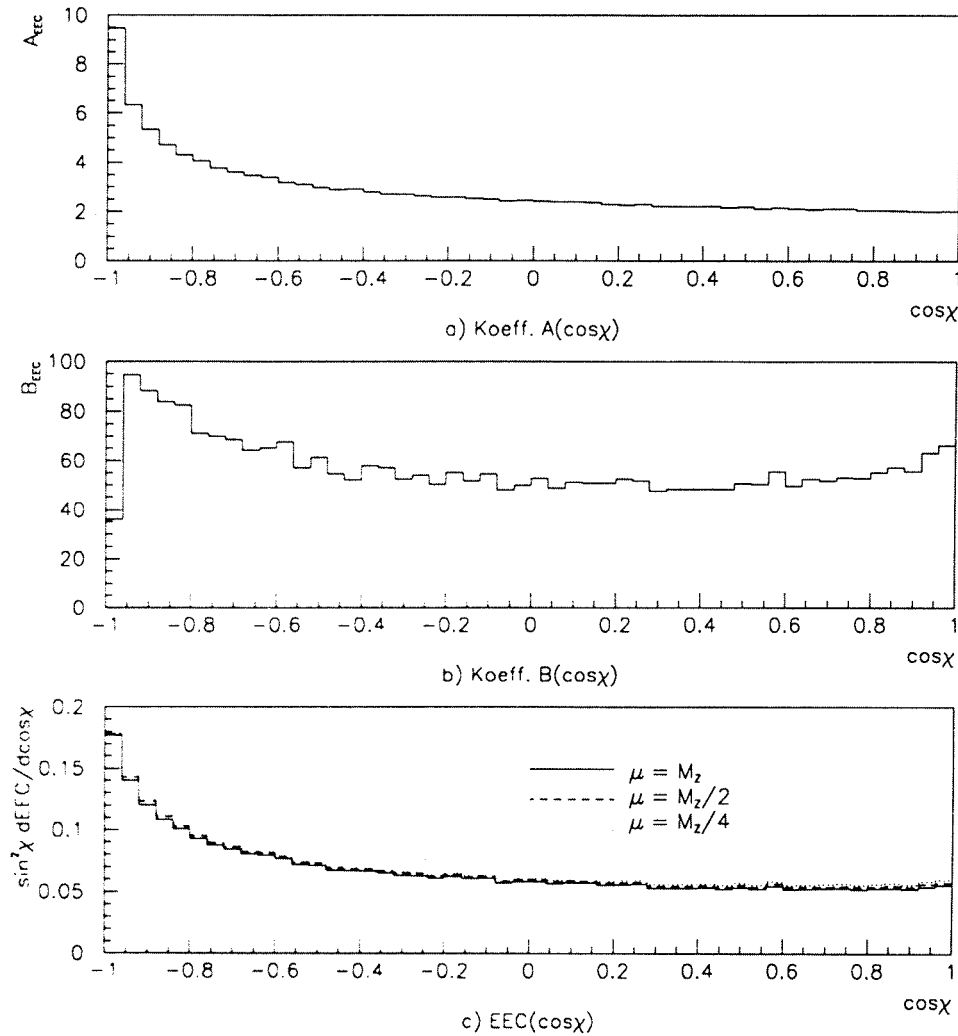 A_EEC
10
8
6
4
2
0
-1 -0.8 -0.6 -0.4 -0.2 0 0.2 0.4 0.6 0.8 1
cosχ
a) Koeff. A(cosχ)
B_EEC
100
80
60
40
20
0
-1 -0.8 -0.6 -0.4 -0.2 0 0.2 0.4 0.6 0.8 1
cosχ
b) Koeff. B(cosχ)
sin²χ dEEC/dcosχ
0.2
0.15
0.1
0.05
0
μ = M_z
μ = M_z/2
μ = M_z/4
-1 -0.8 -0.6 -0.4 -0.2 0 0.2 0.4 0.6 0.8 1
cosχ
c) EEC(cosχ)